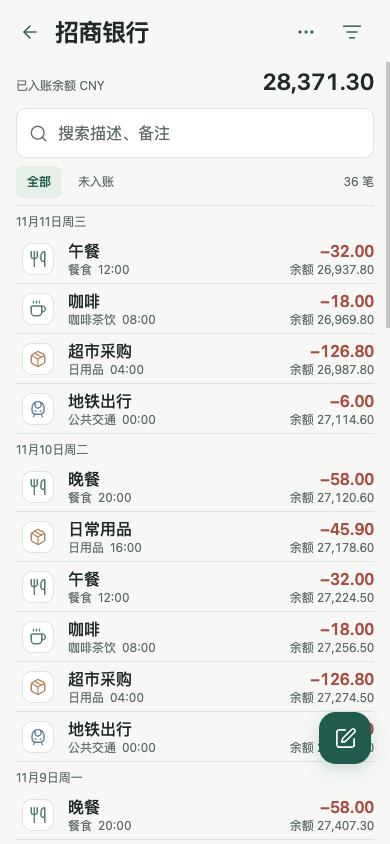 招商银行
已入账余额 CNY
28,371.30
搜索描述、备注
全部
未入账
36 笔
11月11日周三
午餐
−32.00
餐食 12:00
余额 26,937.80
咖啡
−18.00
咖啡茶饮 08:00
余额 26,969.80
超市采购
−126.80
日用品 04:00
余额 26,987.80
地铁出行
−6.00
公共交通 00:00
余额 27,114.60
11月10日周二
晚餐
−58.00
餐食 20:00
余额 27,120.60
日常用品
−45.90
日用品 16:00
余额 27,178.60
午餐
−32.00
餐食 12:00
余额 27,224.50
咖啡
−18.00
咖啡茶饮 08:00
余额 27,256.50
超市采购
−126.80
日用品 04:00
余额 27,274.50
地铁出行
公共交通 00:00
余额
11月9日周一
晚餐
−58.00
餐食 20:00
余额 27,407.30